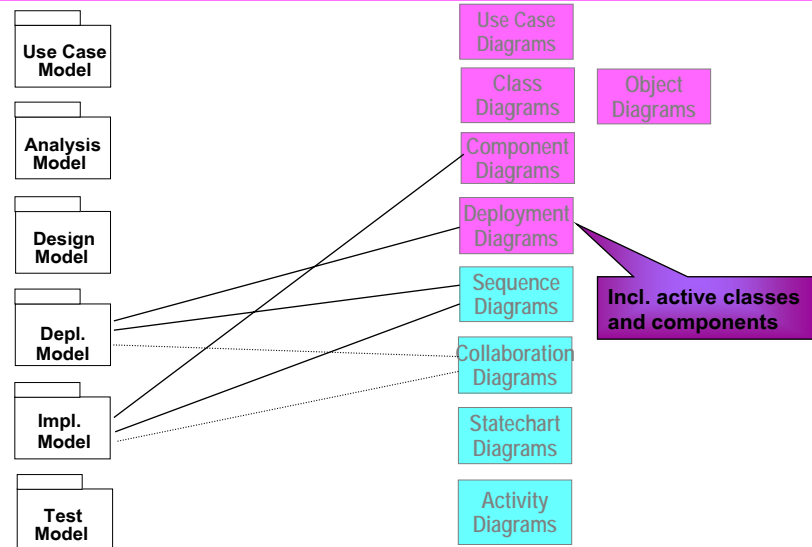 Use Case
Model
Analysis
Model
Design
Model
Depl.
Model
Impl.
Model
Test
Model
Use Case
Diagrams
Class
Diagrams
Object
Diagrams
Component
Diagrams
Deployment
Diagrams
Sequence
Diagrams
Collaboration
Diagrams
Statechart
Diagrams
Activity
Diagrams
Incl. active classes
and components